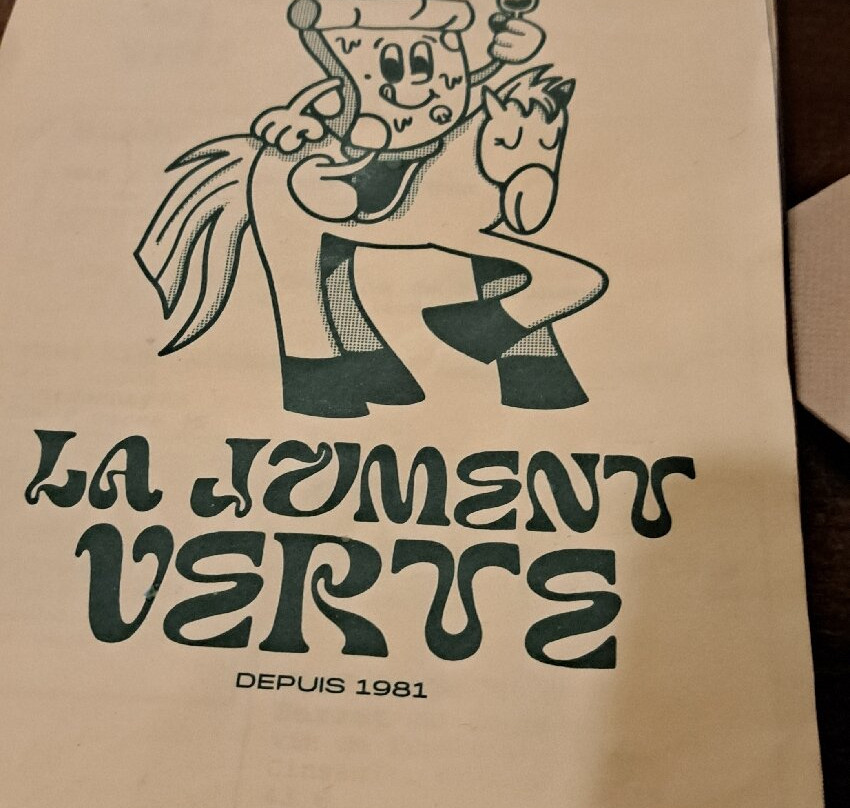 LA JUMENT
VERTE
DEPUIS 1981